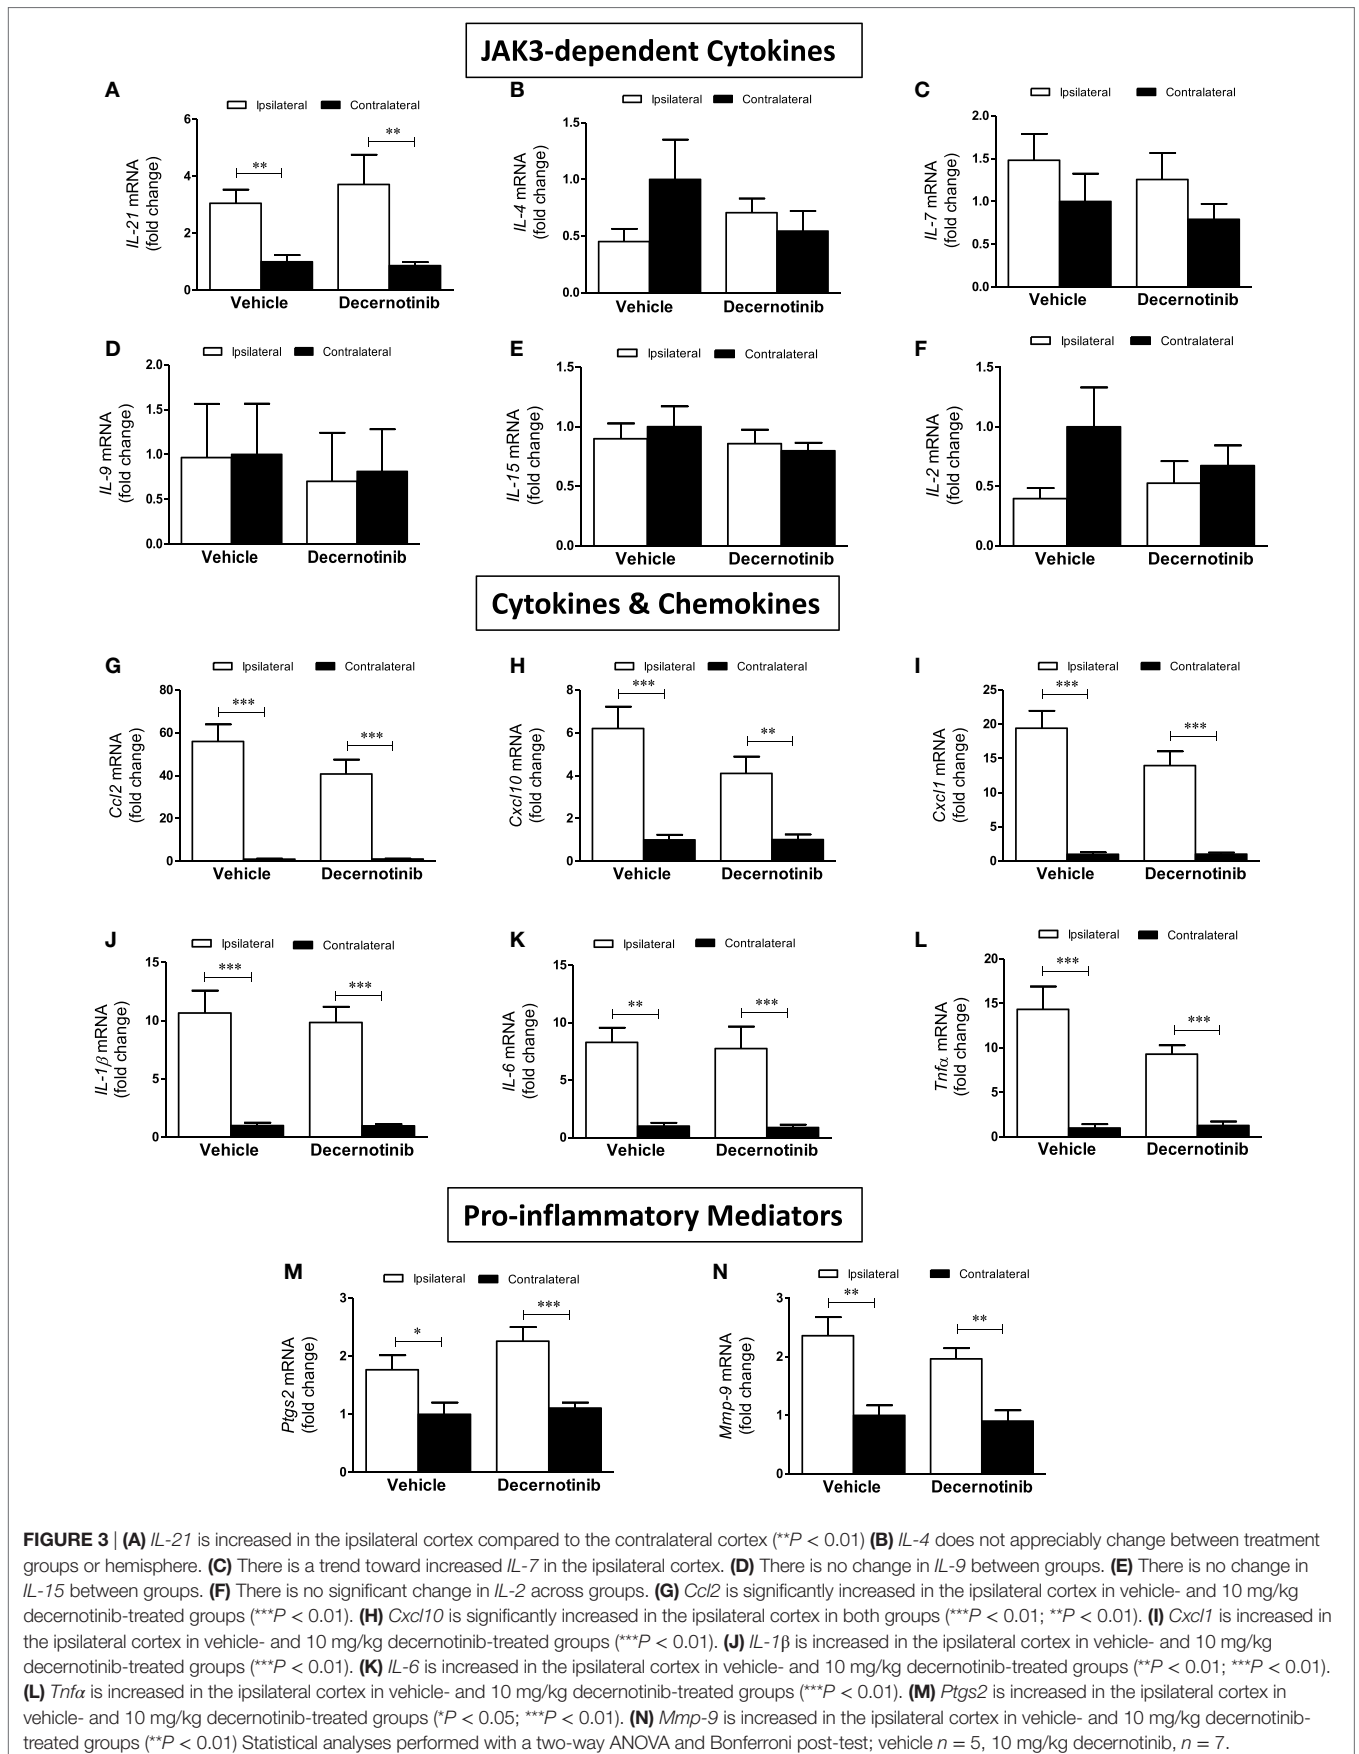 JAK3-dependent Cytokines
A
Ipsilateral Contralateral
IL-21 mRNA
(fold change)
6
4
2
0
**
**
Vehicle Decernotinib
B
Ipsilateral Contralateral
IL-4 mRNA
(fold change)
1.5
1.0
0.5
0.0
Vehicle Decernotinib
C
Ipsilateral Contralateral
IL-7 mRNA
(fold change)
2.0
1.5
1.0
0.5
0.0
Vehicle Decernotinib
D
Ipsilateral Contralateral
IL-9 mRNA
(fold change)
2.0
1.5
1.0
0.5
0.0
Vehicle Decernotinib
E
Ipsilateral Contralateral
IL-15 mRNA
(fold change)
1.5
1.0
0.5
0.0
Vehicle Decernotinib
F
Ipsilateral Contralateral
IL-2 mRNA
(fold change)
1.5
1.0
0.5
0.0
Vehicle Decernotinib
Cytokines & Chemokines
G
Ipsilateral Contralateral
Ccl2 mRNA
(fold change)
80
60
40
20
0
***
***
Vehicle Decernotinib
H
Ipsilateral Contralateral
Cxcl10 mRNA
(fold change)
8
6
4
2
0
***
**
Vehicle Decernotinib
I
Ipsilateral Contralateral
Cxcl1 mRNA
(fold change)
25
20
15
10
5
0
***
***
Vehicle Decernotinib
J
Ipsilateral Contralateral
IL-1β mRNA
(fold change)
15
10
5
0
***
***
Vehicle Decernotinib
K
Ipsilateral Contralateral
IL-6 mRNA
(fold change)
15
10
5
0
**
***
Vehicle Decernotinib
L
Ipsilateral Contralateral
Tnfα mRNA
(fold change)
20
15
10
5
0
***
***
Vehicle Decernotinib
Pro-inflammatory Mediators
M
Ipsilateral Contralateral
Ptgs2 mRNA
(fold change)
3
2
1
0
*
***
Vehicle Decernotinib
N
Ipsilateral Contralateral
Mmp-9 mRNA
(fold change)
3
2
1
0
**
**
Vehicle Decernotinib
FIGURE 3 | (A) IL-21 is increased in the ipsilateral cortex compared to the contralateral cortex (**P < 0.01) (B) IL-4 does not appreciably change between treatment
groups or hemisphere. (C) There is a trend toward increased IL-7 in the ipsilateral cortex. (D) There is no change in IL-9 between groups. (E) There is no change in
IL-15 between groups. (F) There is no significant change in IL-2 across groups. (G) Ccl2 is significantly increased in the ipsilateral cortex in vehicle- and 10 mg/kg
decernotinib-treated groups (***P < 0.01). (H) Cxcl10 is significantly increased in the ipsilateral cortex in both groups (***P < 0.01; **P < 0.01). (I) Cxcl1 is increased in
the ipsilateral cortex in vehicle- and 10 mg/kg decernotinib-treated groups (***P < 0.01). (J) IL-1β is increased in the ipsilateral cortex in vehicle- and 10 mg/kg
decernotinib-treated groups (***P < 0.01). (K) IL-6 is increased in the ipsilateral cortex in vehicle- and 10 mg/kg decernotinib-treated groups (**P < 0.01; ***P < 0.01).
(L) Tnfα is increased in the ipsilateral cortex in vehicle- and 10 mg/kg decernotinib-treated groups (***P < 0.01). (M) Ptgs2 is increased in the ipsilateral cortex in
vehicle- and 10 mg/kg decernotinib-treated groups (*P < 0.05; ***P < 0.01). (N) Mmp-9 is increased in the ipsilateral cortex in vehicle- and 10 mg/kg decernotinib-
treated groups (**P < 0.01) Statistical analyses performed with a two-way ANOVA and Bonferroni post-test; vehicle n = 5, 10 mg/kg decernotinib, n = 7.